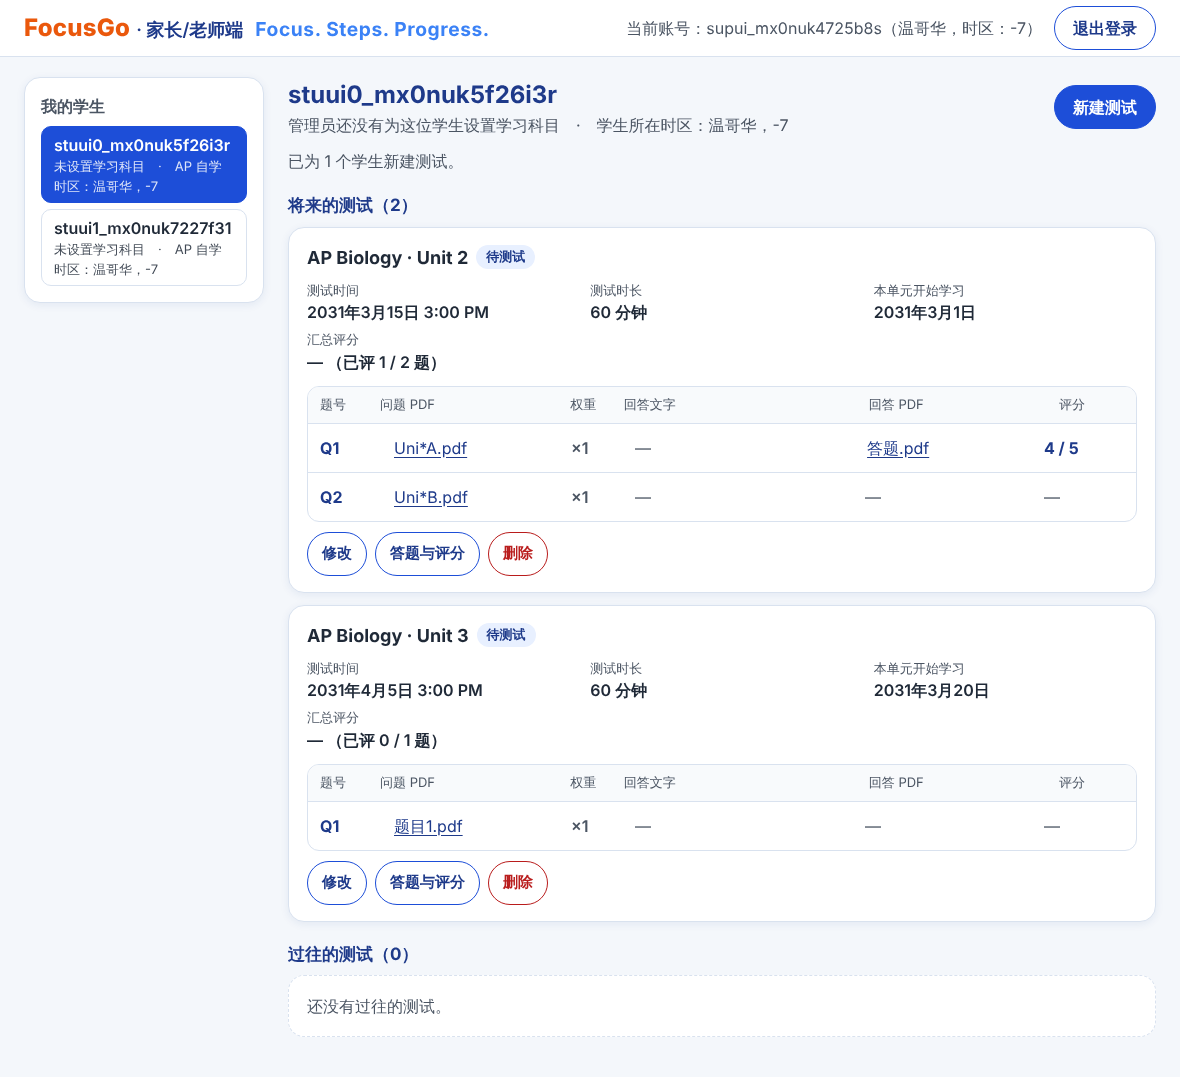 FocusGo · 家长/老师端 Focus. Steps. Progress. 当前账号：supui_mx0nuk4725b8s（温哥华，时区：-7） 退出登录
我的学生
stuui0_mx0nuk5f26i3r
未设置学习科目 · AP 自学
时区：温哥华，-7
stuui1_mx0nuk7227f31
未设置学习科目 · AP 自学
时区：温哥华，-7
stuui0_mx0nuk5f26i3r
管理员还没有为这位学生设置学习科目 · 学生所在时区：温哥华，-7
新建测试
已为 1 个学生新建测试。
将来的测试（2）
AP Biology · Unit 2 待测试
测试时间 测试时长 本单元开始学习
2031年3月15日 3:00 PM 60 分钟 2031年3月1日
汇总评分
— （已评 1 / 2 题）
题号 问题 PDF 权重 回答文字 回答 PDF 评分
Q1 Uni*A.pdf ×1 — 答题.pdf 4 / 5
Q2 Uni*B.pdf ×1 — — —
修改 答题与评分 删除
AP Biology · Unit 3 待测试
测试时间 测试时长 本单元开始学习
2031年4月5日 3:00 PM 60 分钟 2031年3月20日
汇总评分
— （已评 0 / 1 题）
题号 问题 PDF 权重 回答文字 回答 PDF 评分
Q1 题目1.pdf ×1 — — —
修改 答题与评分 删除
过往的测试（0）
还没有过往的测试。